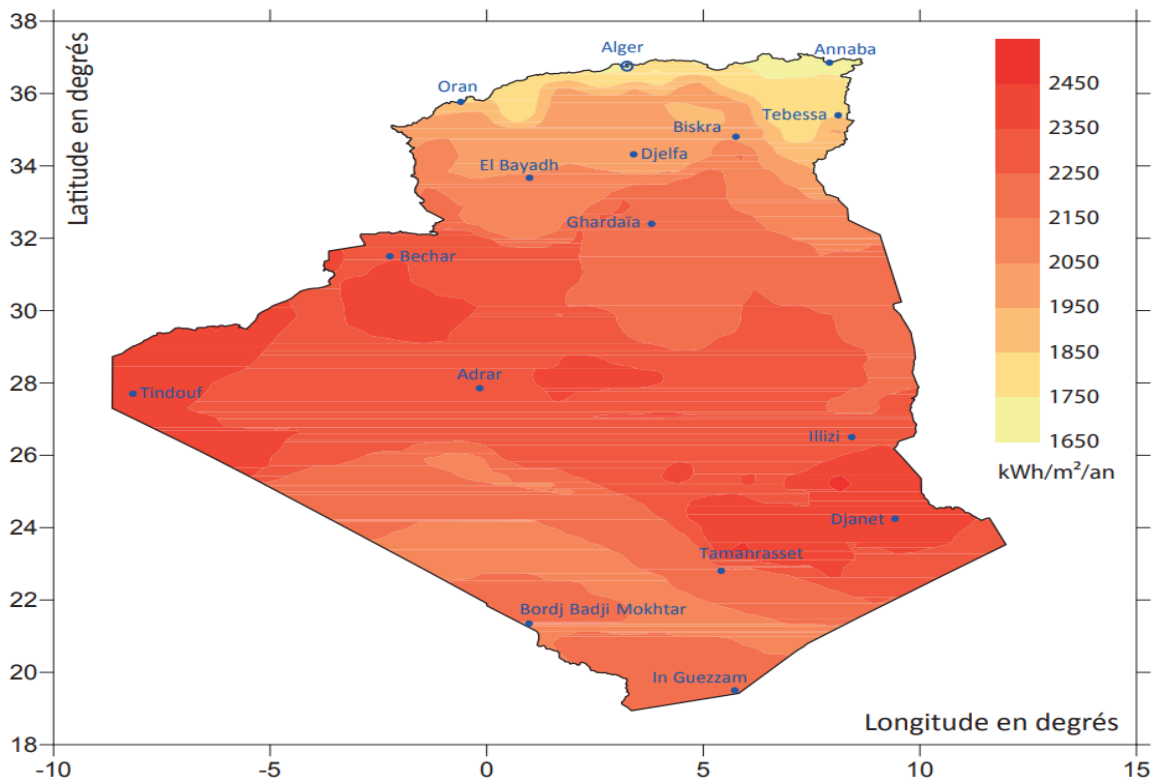 38
36
34
32
30
28
26
24
22
20
18
Latitude en degrés
-10
-5
0
5
10
15
Longitude en degrés
Alger
Annaba
Oran
Tebessa
Biskra
Djelfa
El Bayadh
Ghardaïa
Bechar
Adrar
Tindouf
Illizi
Djanet
Tamanrasset
Bordj Badji Mokhtar
In Guezzam
2450
2350
2250
2150
2050
1950
1850
1750
1650
kWh/m²/an